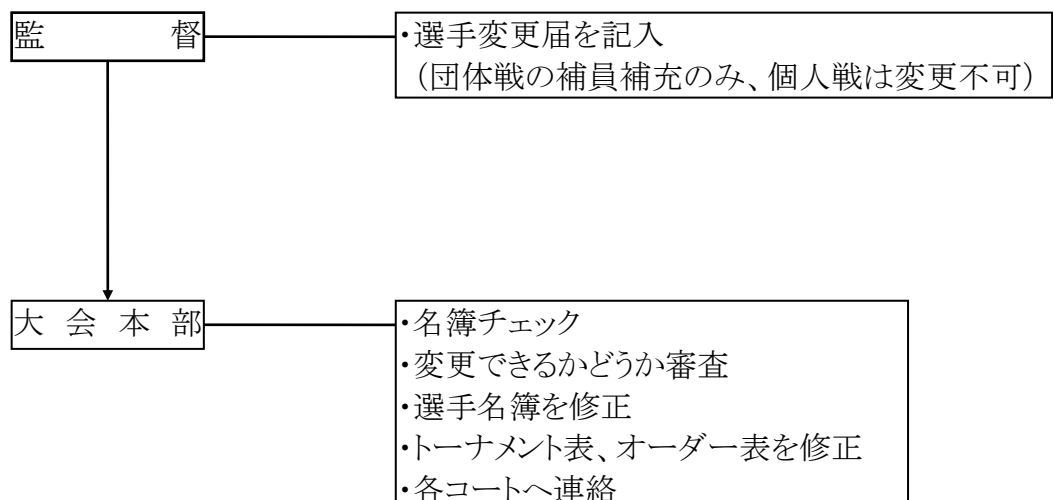 監督
・選手変更届を記入
（団体戦の補員補充のみ、個人戦は変更不可）
大会本部
・名簿チェック
・変更できるかどうか審査
・選手名簿を修正
・トーナメント表、オーダー表を修正
・各コートへ連絡